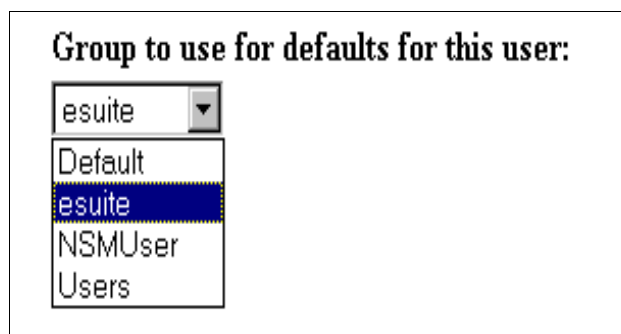 Group to use for defaults for this user:
esuite
Default
esuite
NSMUser
Users